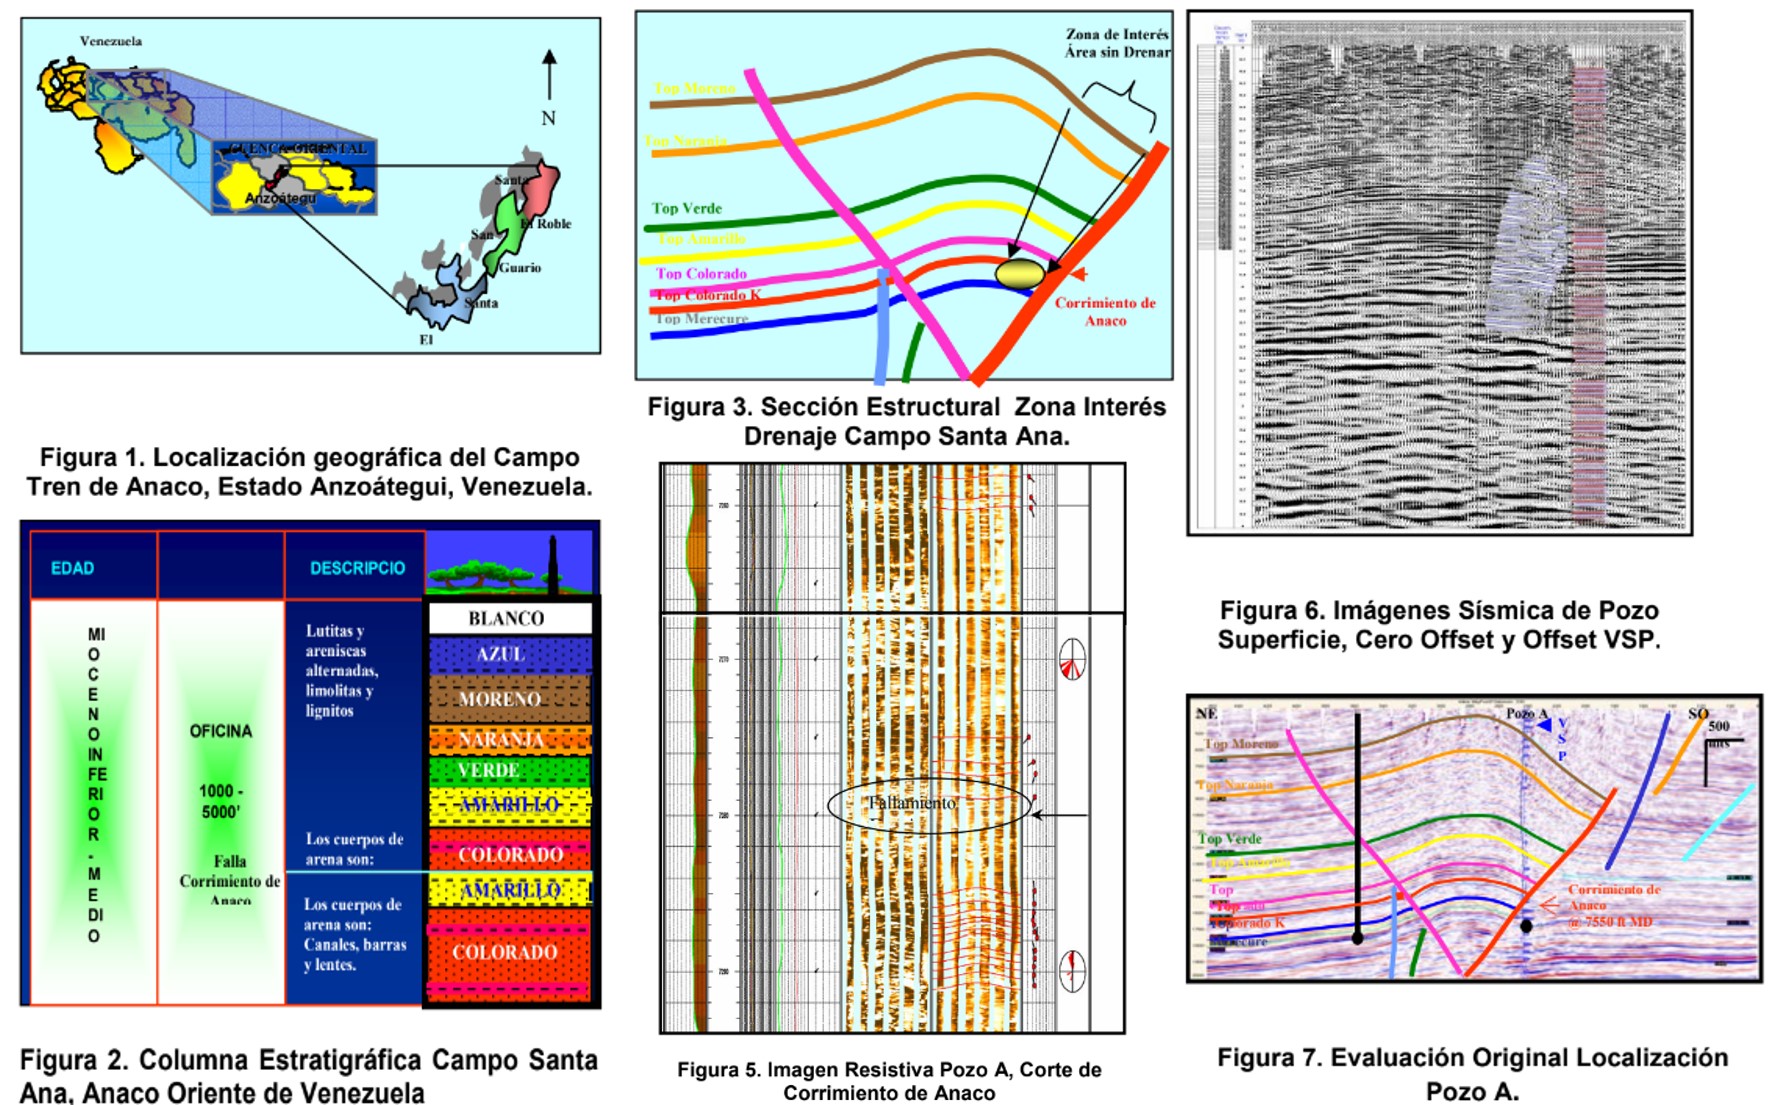 Venezuela
N
CUENCA ORIENTAL
Anzoátegu
Santa
El Roble
San
Guario
Santa
El
Figura 1. Localización geográfica del Campo
Tren de Anaco, Estado Anzoátegui, Venezuela.
EDAD
DESCRIPCIO
MI
O
C
E
N
O
IN
FE
RI
O
R
-
M
E
DI
O
OFICINA
1000 -
5000'
Falla
Corrimiento de
Anaco
Lutitas y
areniscas
alternadas,
limolitas y
lignitos
Los cuerpos de
arena son:
Los cuerpos de
arena son:
Canales, barras
y lentes.
BLANCO
AZUL
MORENO
NARANJA
VERDE
AMARILLO
COLORADO
AMARILLO
COLORADO
Figura 2. Columna Estratigráfica Campo Santa
Ana, Anaco Oriente de Venezuela
Zona de Interés
Área sin Drenar
Top Moreno
Top Naranja
Top Verde
Top Amarillo
Top Colorado
Top Colorado K
Top Merecure
Corrimiento de
Anaco
Figura 3. Sección Estructural Zona Interés
Drenaje Campo Santa Ana.
7270
Fallamiento
7280
7290
Figura 5. Imagen Resistiva Pozo A, Corte de
Corrimiento de Anaco
Figura 6. Imágenes Sísmica de Pozo
Superficie, Cero Offset y Offset VSP.
NE
Pozo A
SO
V
S
P
500
mts
Top Moreno
Top Naranja
Top Verde
Top
Colorado K
Corrimiento de
Anaco
@ 7550 ft MD
Figura 7. Evaluación Original Localización
Pozo A.